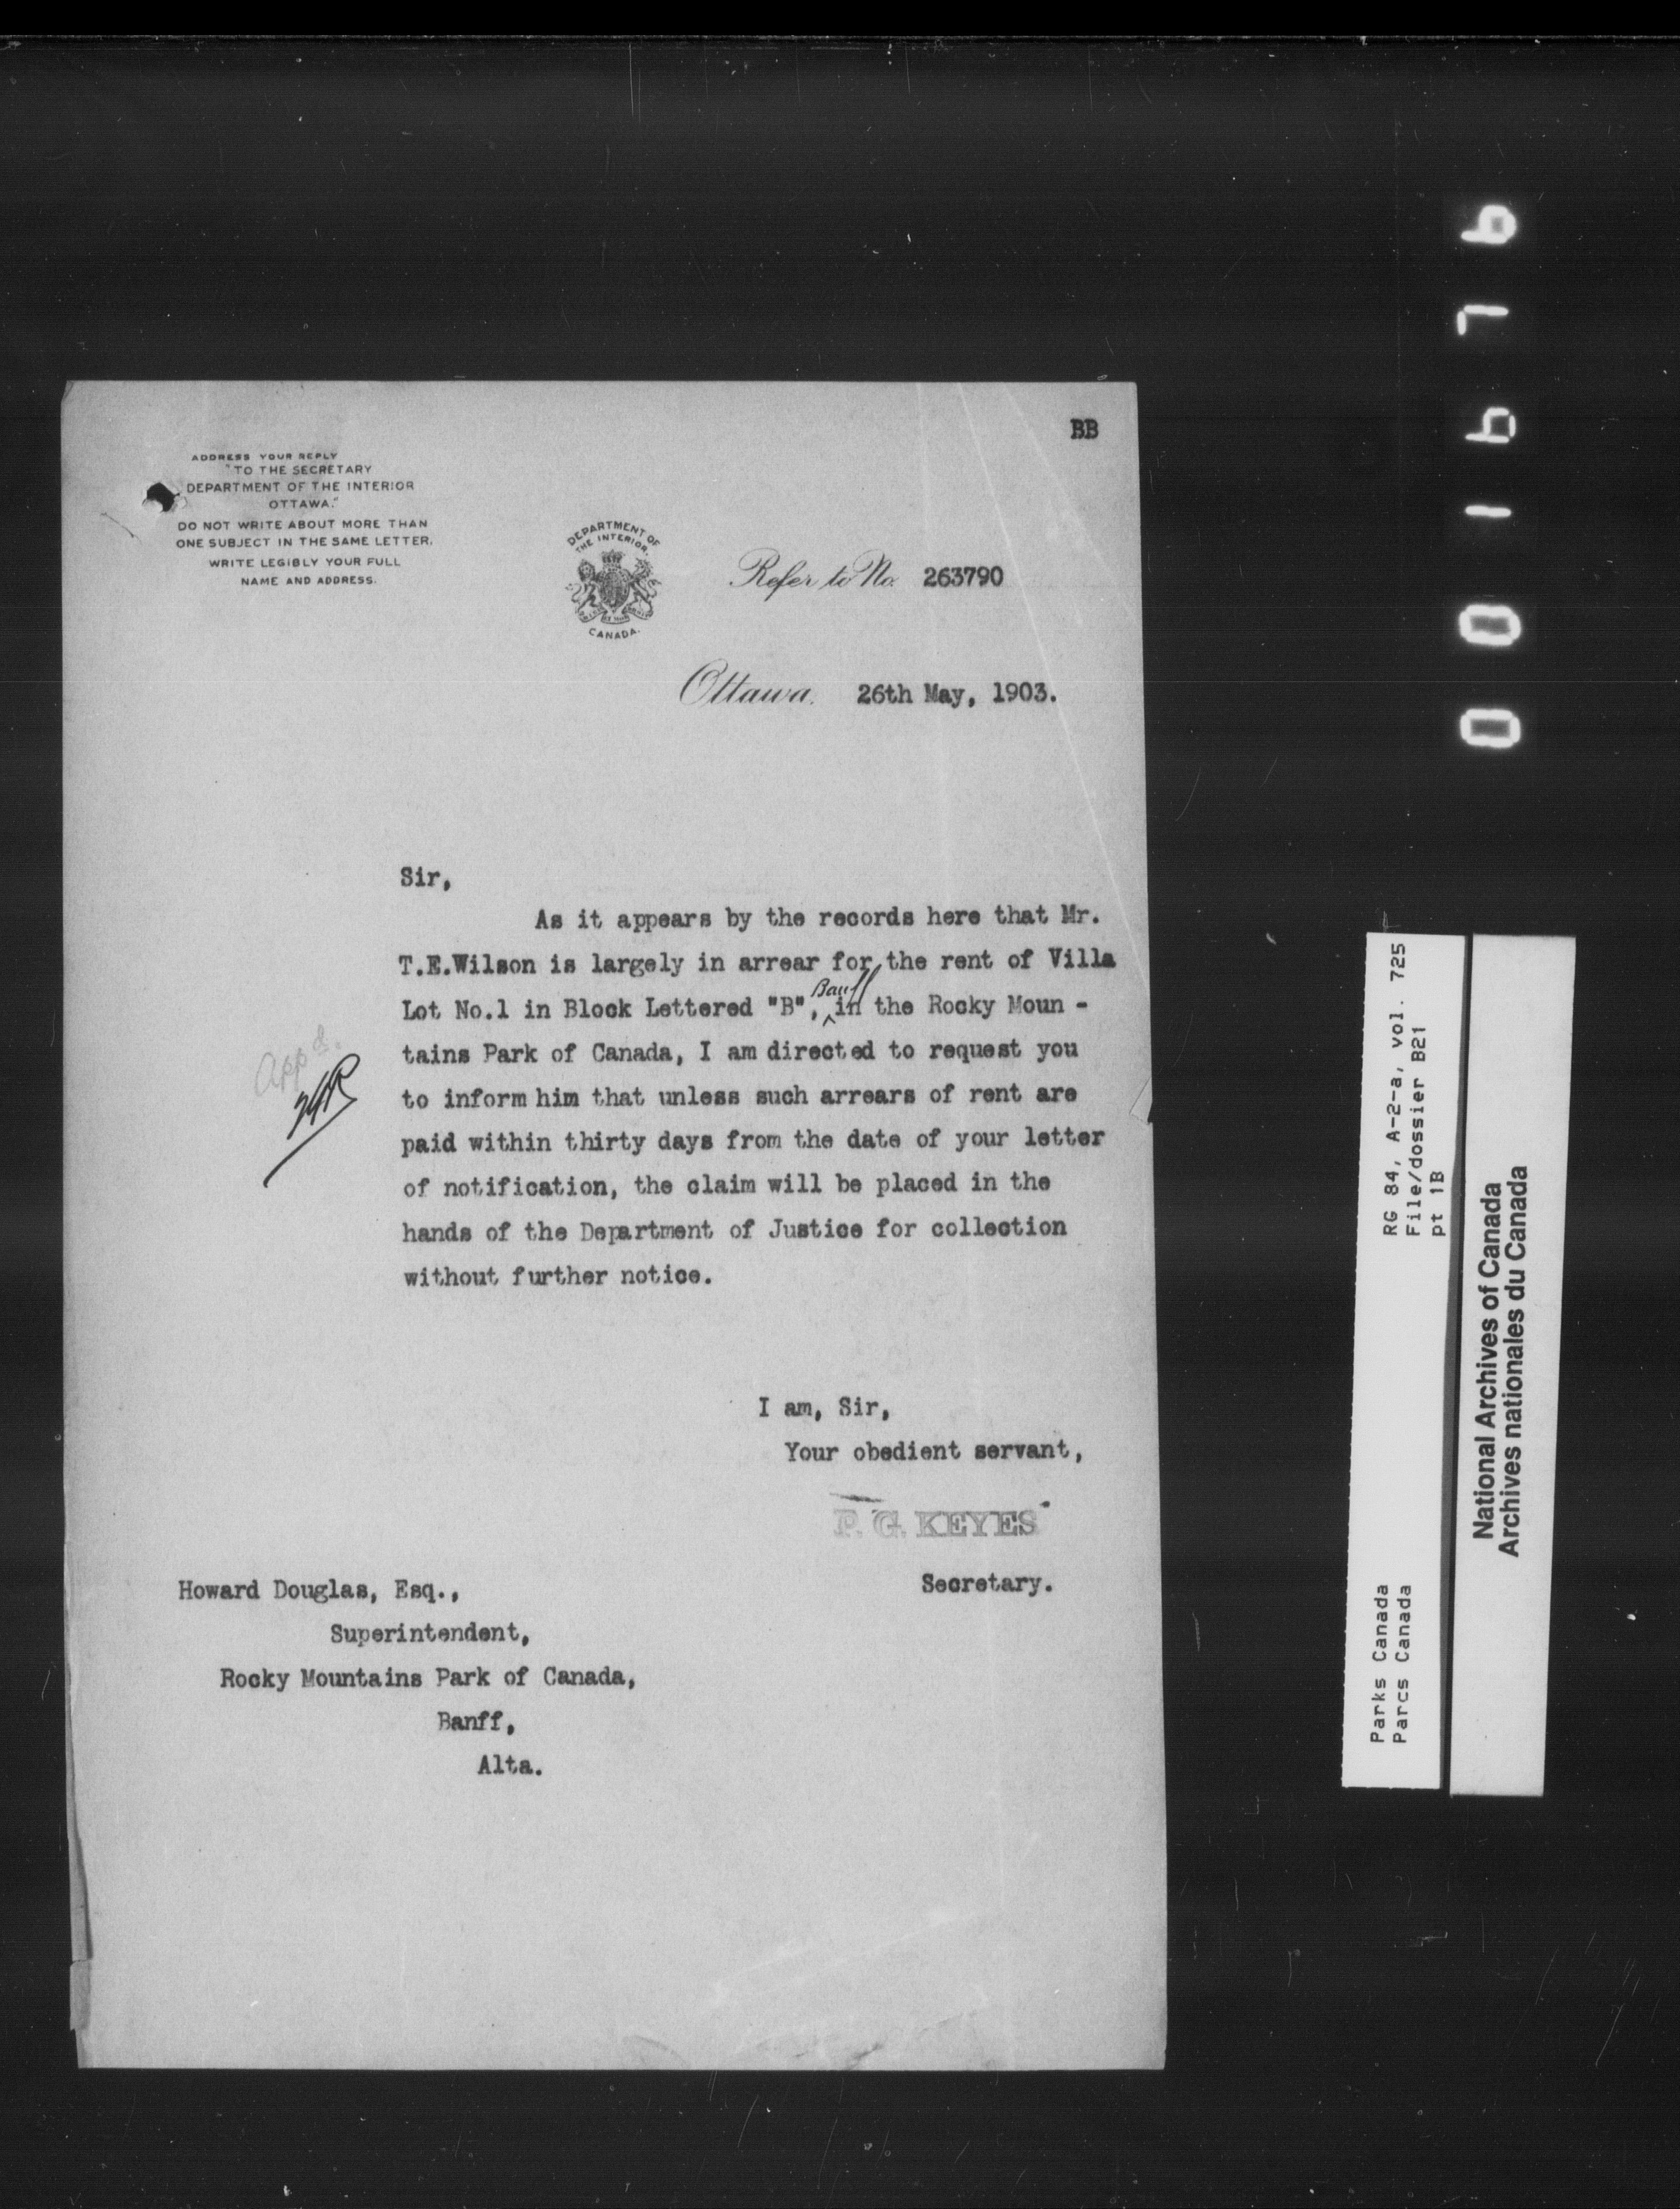 BB
ADDRESS YOUR REPLY
"TO THE SECRETARY
DEPARTMENT OF THE INTERIOR
OTTAWA."
DO NOT WRITE ABOUT MORE THAN
ONE SUBJECT IN THE SAME LETTER.
WRITE LEGIBLY YOUR FULL
NAME AND ADDRESS.
DEPARTMENT OF
THE INTERIOR.
CANADA.
Refer to No. 263790
Ottawa, 26th May, 1903.
Sir,
As it appears by the records here that Mr.
T.E.Wilson is largely in arrear for the rent of Villa
Banff
Lot No.1 in Block Lettered "B", in the Rocky Moun -
tains Park of Canada, I am directed to request you
to inform him that unless such arrears of rent are
paid within thirty days from the date of your letter
of notification, the claim will be placed in the
hands of the Department of Justice for collection
without further notice.
Appd.
I am, Sir,
Your obedient servant,
P. G. KEYES
Secretary.
Howard Douglas, Esq.,
Superintendent,
Rocky Mountains Park of Canada,
Banff,
Alta.
001676
RG 84, A-2-a, vol. 725
File/dossier B21
pt 1B
Parks Canada
Parcs Canada
National Archives of Canada
Archives nationales du Canada